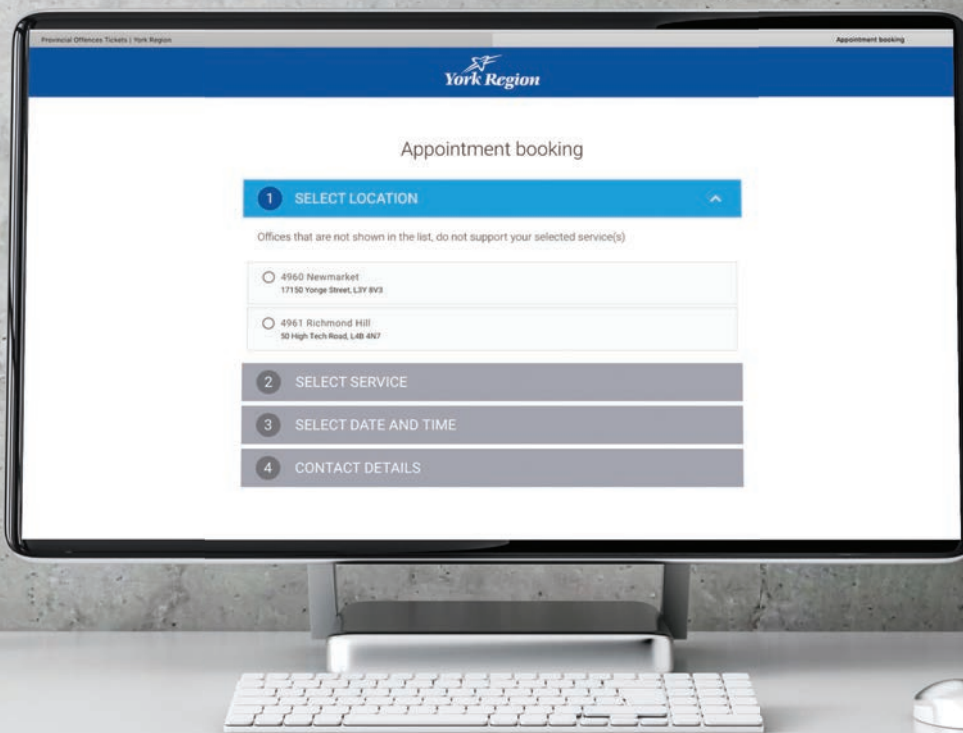 Provincial Offences Tickets | York Region
Appointment booking
York Region
Appointment booking
1 SELECT LOCATION
Offices that are not shown in the list, do not support your selected service(s)
4960 Newmarket
17150 Yonge Street, L3Y 8V3
4961 Richmond Hill
50 High Tech Road, L4B 4N7
2 SELECT SERVICE
3 SELECT DATE AND TIME
4 CONTACT DETAILS